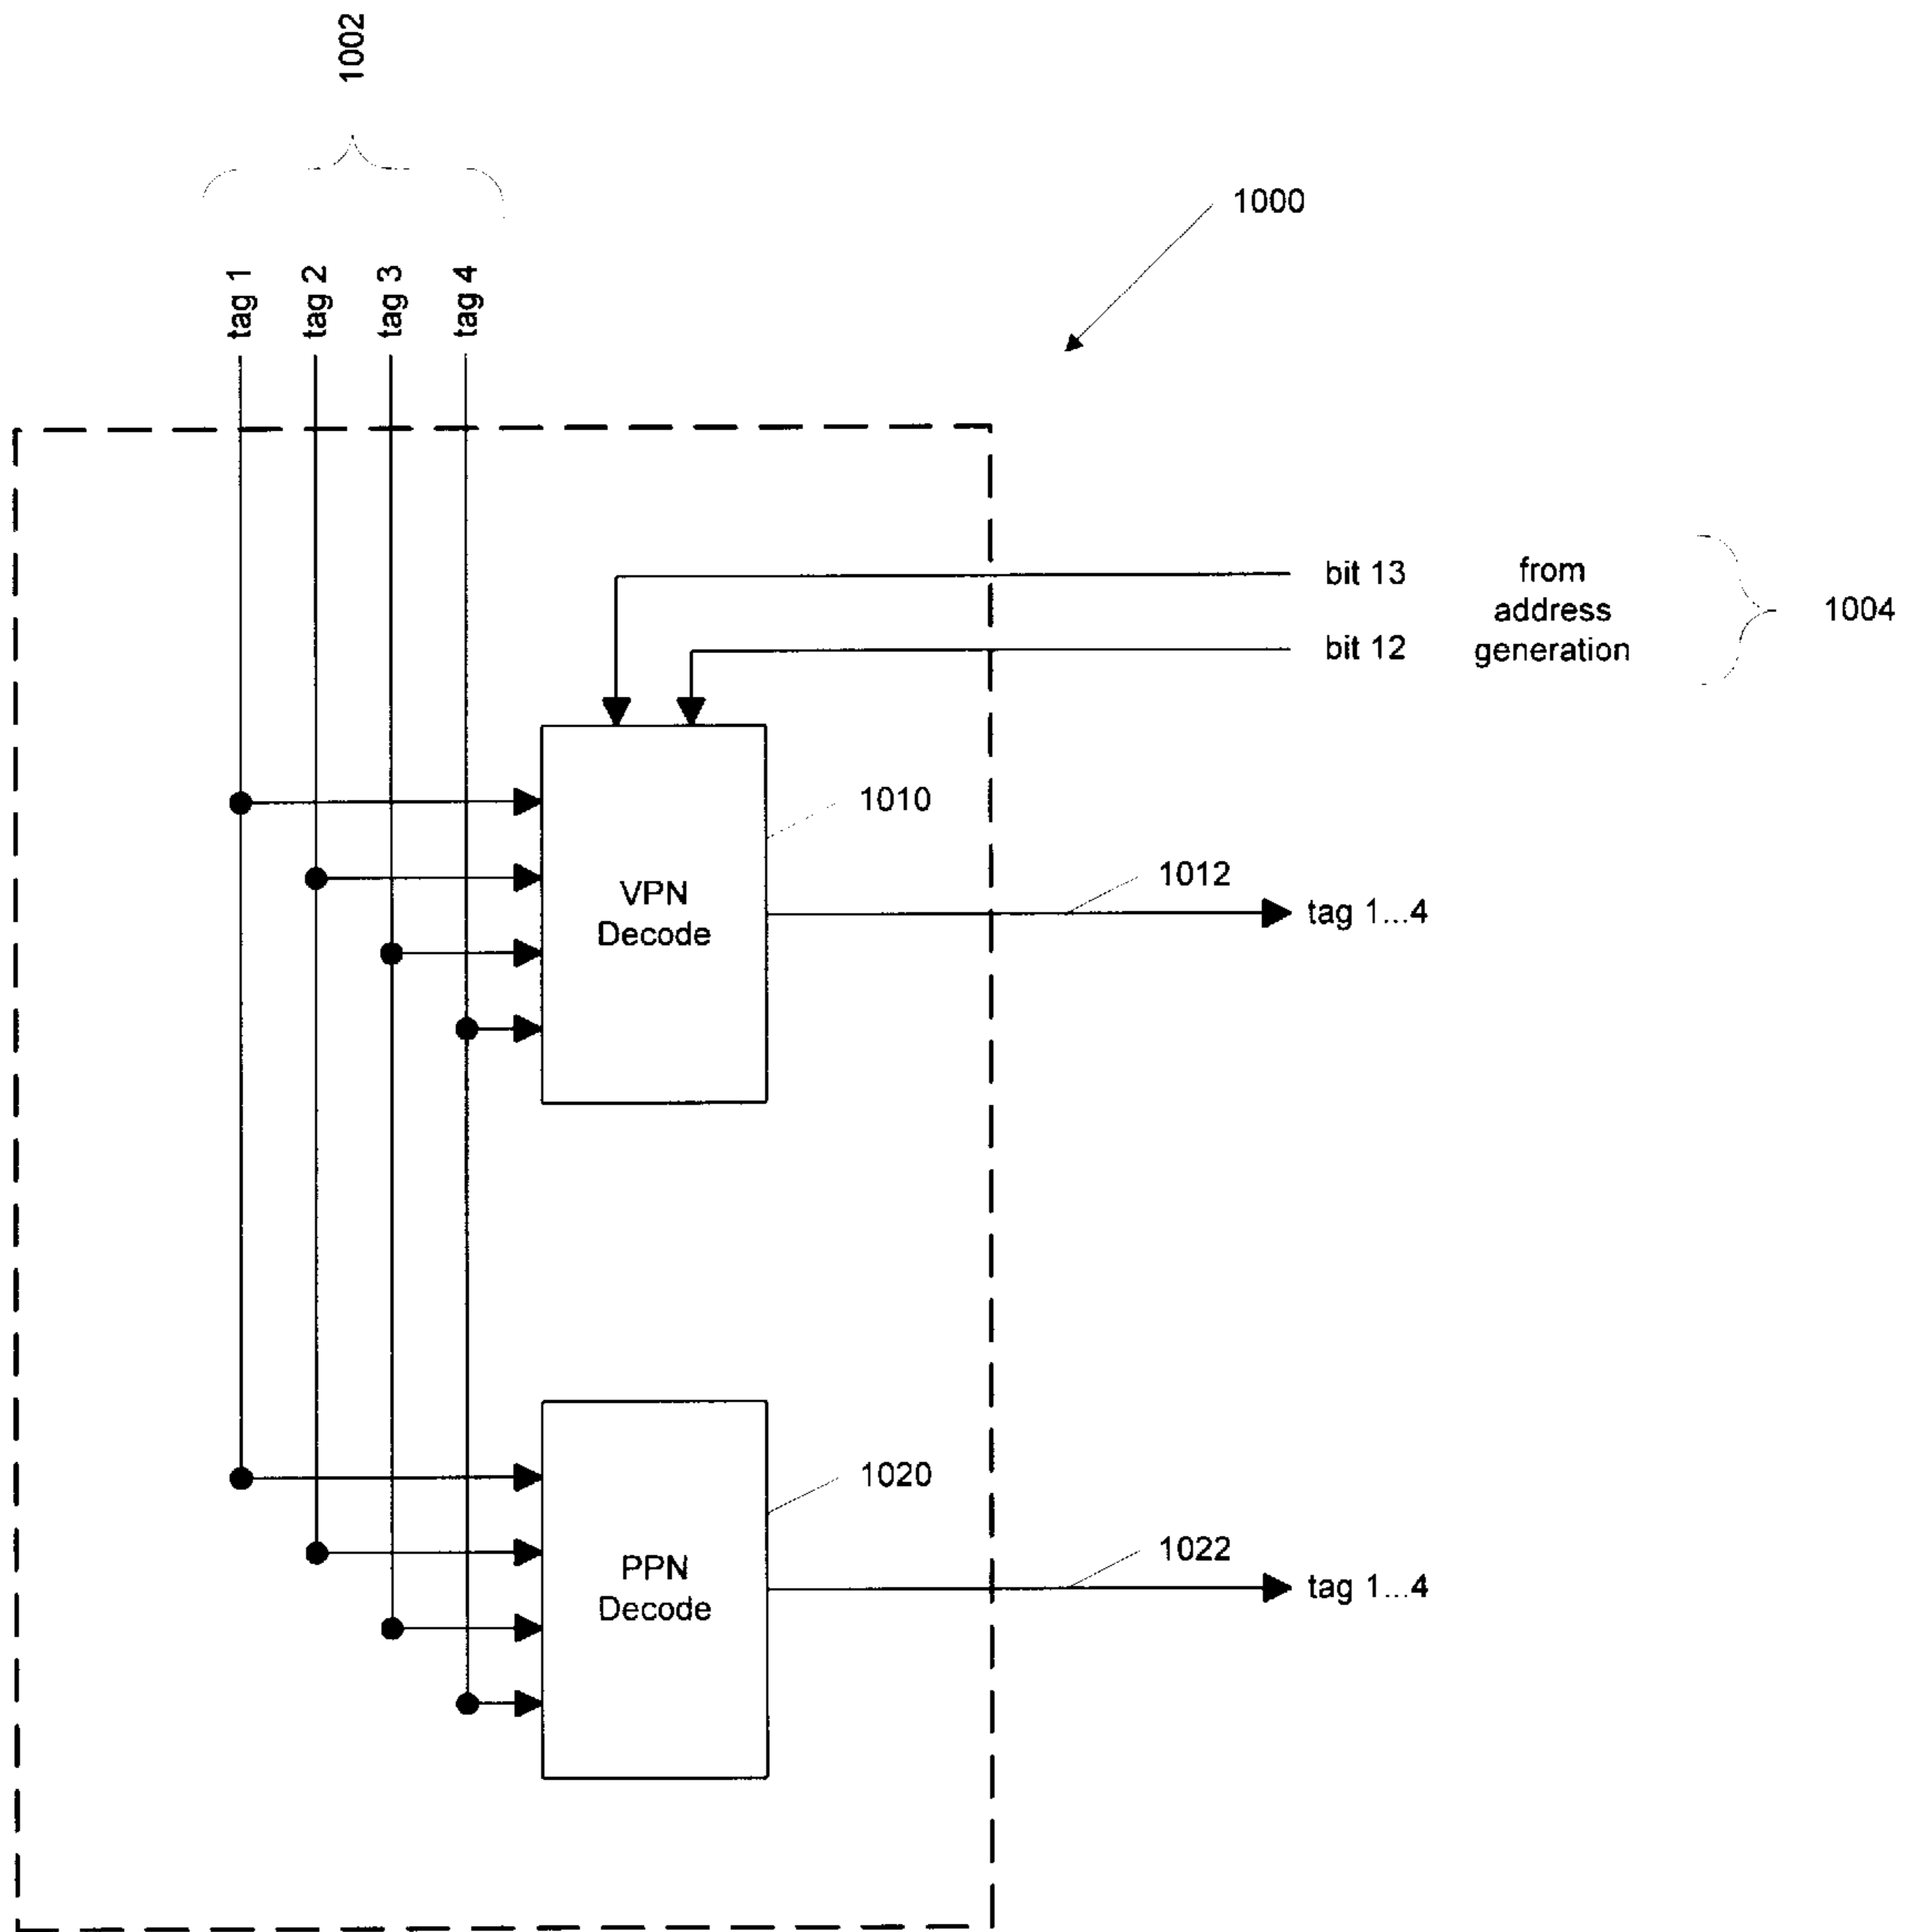 1002
1000
tag 1
tag 2
tag 3
tag 4
bit 13
bit 12
from
address
generation
1004
1010
VPN
Decode
1012
tag 1...4
1020
PPN
Decode
1022
tag 1...4